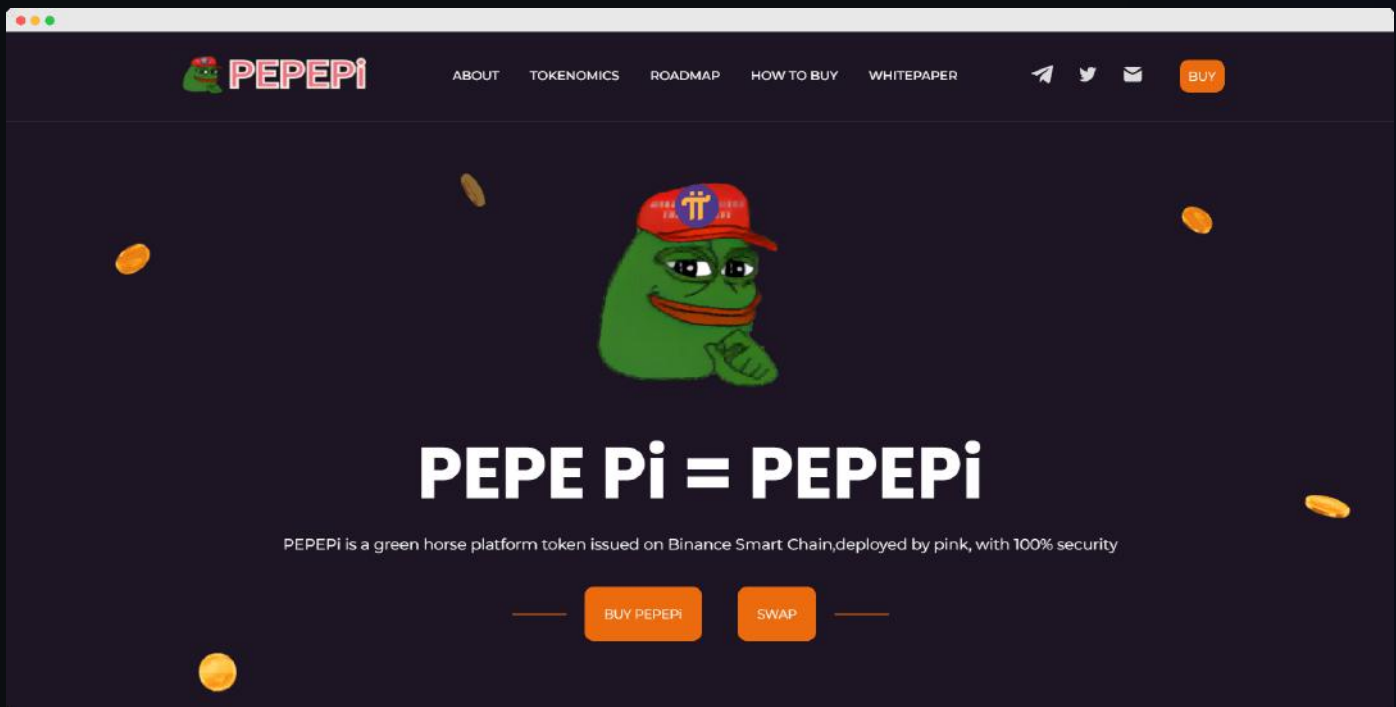 PEPEPi
ABOUT
TOKENOMICS
ROADMAP
HOW TO BUY
WHITEPAPER
BUY
PEPE Pi = PEPEPi
PEPEPi is a green horse platform token issued on Binance Smart Chain,deployed by pink, with 100% security
BUY PEPEPi
SWAP